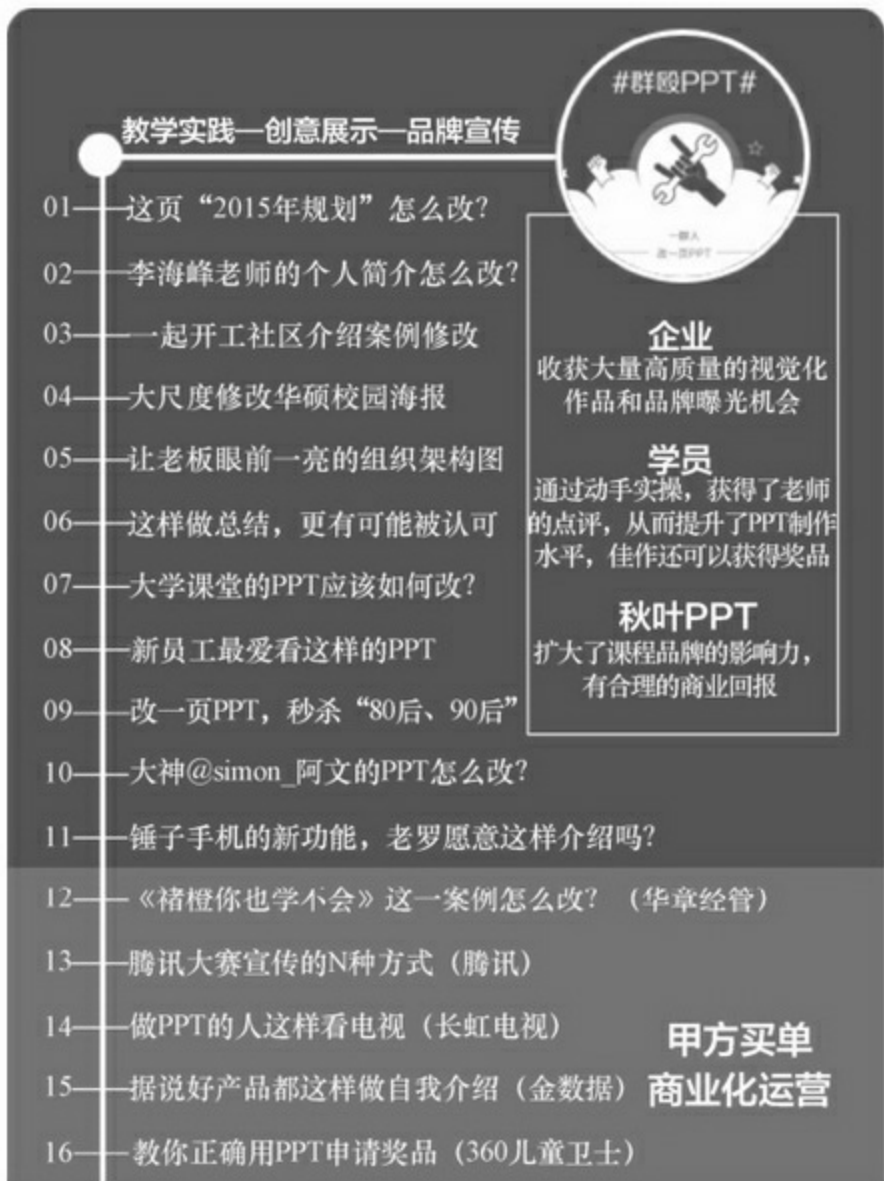 #群殴PPT#
一群人
改一页PPT
教学实践—创意展示—品牌宣传
01 这页“2015年规划”怎么改？
02 李海峰老师的个人简介怎么改？
03 一起开工社区介绍案例修改
04 大尺度修改华硕校园海报
05 让老板眼前一亮的组织架构图
06 这样做总结，更有可能被认可
07 大学课堂的PPT应该如何改？
08 新员工最爱看这样的PPT
09 改一页PPT，秒杀“80后、90后”
10 大神@simon_阿文的PPT怎么改？
11 锤子手机的新功能，老罗愿意这样介绍吗？
12 《褚橙你也学不会》这一案例怎么改？（华章经管）
13 腾讯大赛宣传的N种方式（腾讯）
14 做PPT的人这样看电视（长虹电视）
15 据说好产品都这样做自我介绍（金数据）
16 教你正确用PPT申请奖品（360儿童卫士）
企业
收获大量高质量的视觉化
作品和品牌曝光机会
学员
通过动手实操，获得了老师
的点评，从而提升了PPT制作
水平，佳作还可以获得奖品
秋叶PPT
扩大了课程品牌的影响力，
有合理的商业回报
甲方买单
商业化运营